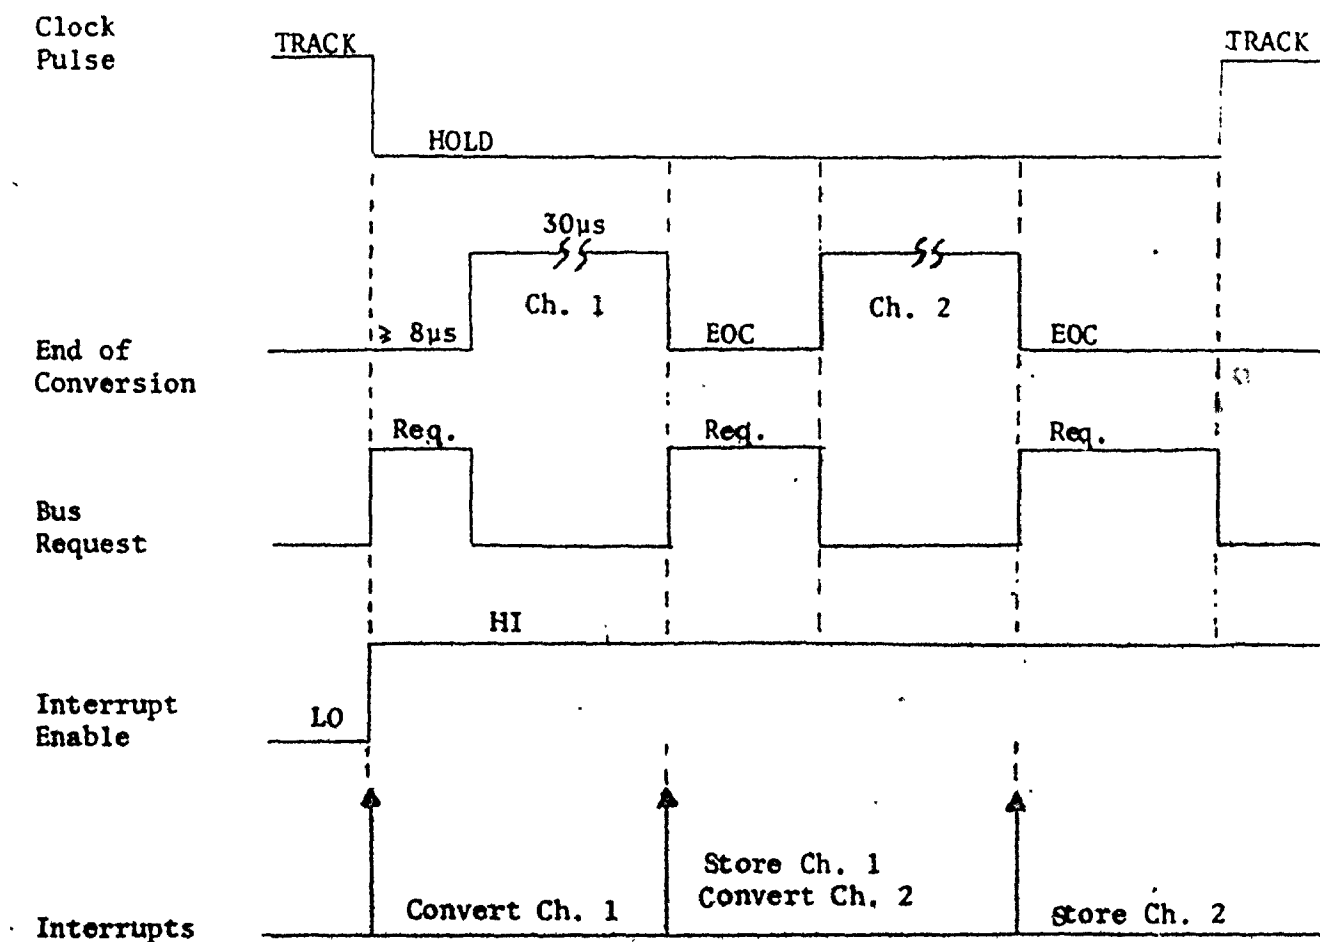 Clock
Pulse
TRACK
TRACK
HOLD
30µs
Ch. 1
Ch. 2
≥ 8µs
EOC
EOC
End of
Conversion
Req.
Req.
Req.
Bus
Request
HI
Interrupt
Enable
LO
Store Ch. 1
Convert Ch. 2
Convert Ch. 1
Store Ch. 2
Interrupts